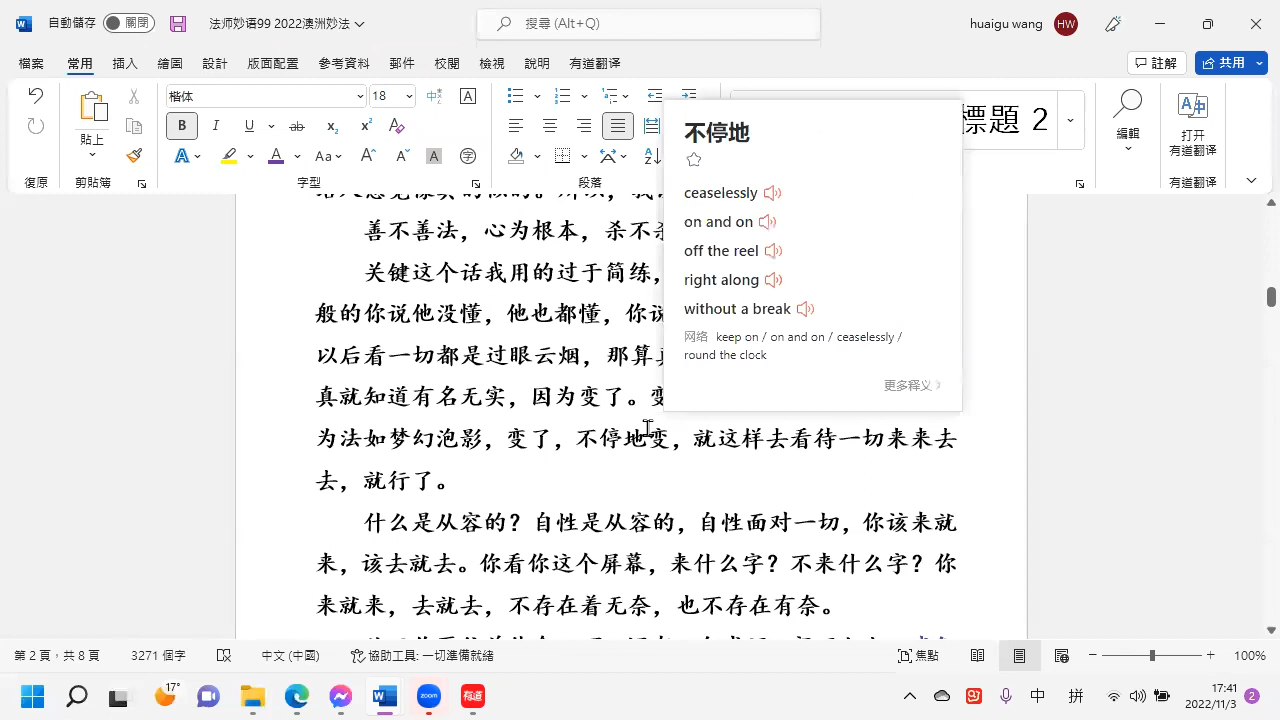 自動儲存 關閉 法师妙语99 2022澳洲妙法 搜尋 (Alt+Q) huaigu wang HW
檔案 常用 插入 繪圖 設計 版面配置 參考資料 郵件 校閱 檢視 說明 有道翻译 註解 共用
貼上 楷体 18 標題 2 編輯 打开
有道翻译
B I U ab x₂ x² A Aa A A A 字
復原 剪貼簿 字型 段落 有道翻译
不停地
ceaselessly
on and on
off the reel
right along
without a break
网络 keep on / on and on / ceaselessly /
round the clock
更多释义
善不善法，心为根本，杀不
关键这个话我用的过于简练，
般的你说他没懂，他也都懂，你说
以后看一切都是过眼云烟，那算
真就知道有名无实，因为变了。变
为法如梦幻泡影，变了，不停地变，就这样去看待一切来来去
去，就行了。
什么是从容的？自性是从容的，自性面对一切，你该来就
来，该去就去。你看你这个屏幕，来什么字？不来什么字？你
来就来，去就去，不存在着无奈，也不存在有奈。
第 2 頁，共 8 頁 3271 個字 中文 (中國) 協助工具: 一切準備就緒 焦點 100%
17° zoom 有道 中 拼 17:41
2022/11/3 2